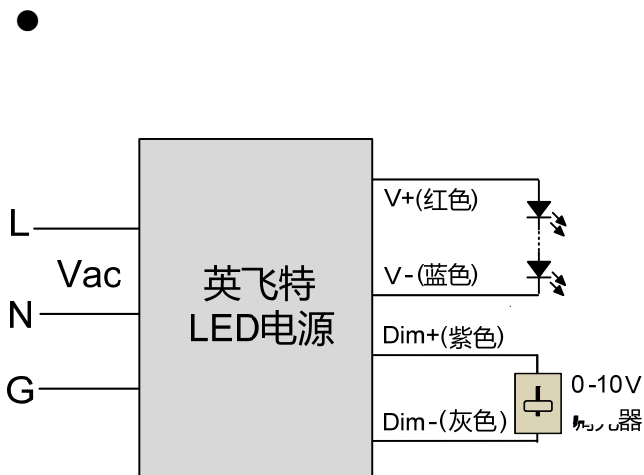 L
Vac
N
G
英飞特
LED电源
V+(红色)
V-(蓝色)
Dim+(紫色)
Dim-(灰色)
0-10V
器